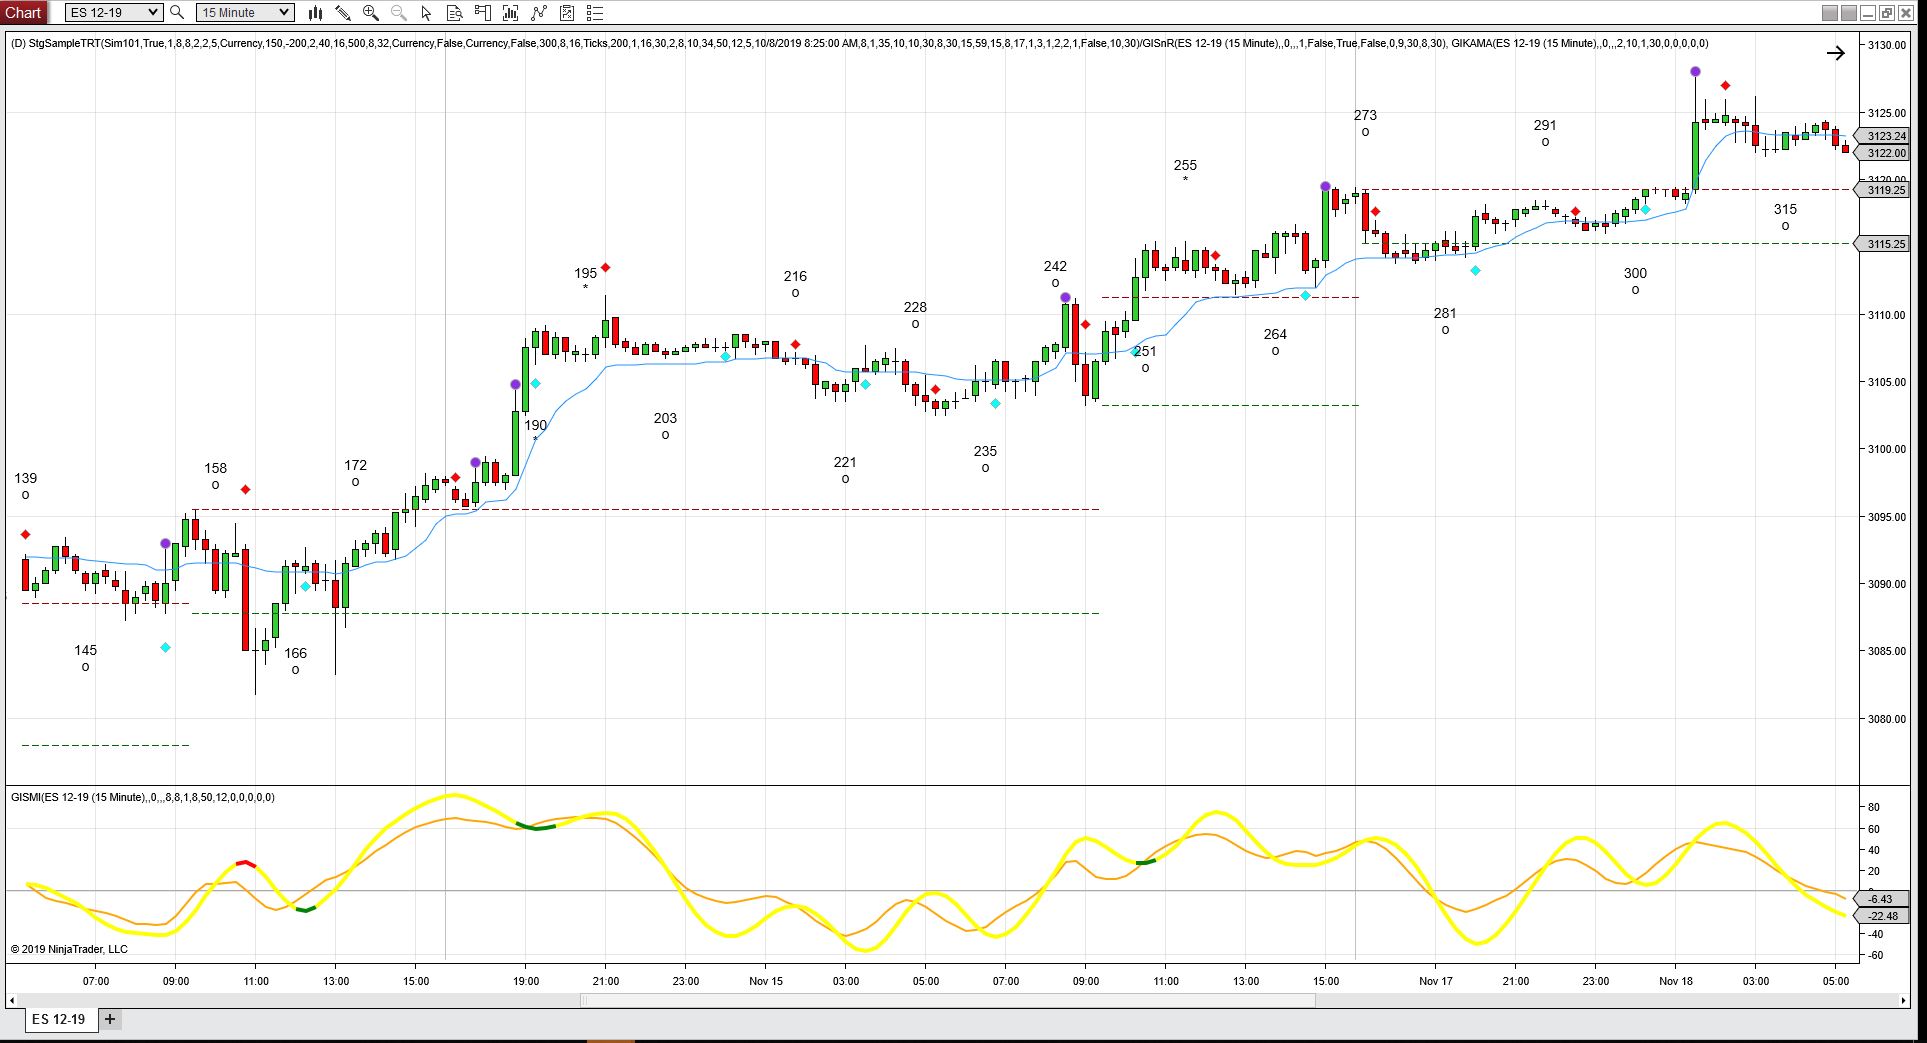 Chart ES 12-19 15 Minute
(D) StgSampleTRT(Sim101,True,1,8,8,2,2,5,Currency,150,-200,2,40,16,500,8,32,Currency,False,Currency,False,300,8,16,Ticks,200,1,16,30,2,8,10,34,50,12,5,10/8/2019 8:25:00 AM,8,1,35,10,10,30,8,30,15,59,15,8,17,1,3,1,2,2,1,False,10,30)/GISnR(ES 12-19 (15 Minute),,0,,,1,False,True,False,0,9,30,8,30), GIKAMA(ES 12-19 (15 Minute),,0,,,2,10,1,30,0,0,0,0,0)
3130.00
3125.00
3123.24
3122.00
3120.00
3119.25
3115.25
3110.00
3105.00
3100.00
3095.00
3090.00
3085.00
3080.00
273
o
291
o
255
*
315
o
242
o
195
*
216
o
300
o
228
o
281
o
264
o
251
o
203
o
190
*
235
o
221
o
172
o
158
o
139
o
145
o
166
o
GISMI(ES 12-19 (15 Minute),,0,,,8,8,1,8,50,12,0,0,0,0,0)
80
60
40
20
-6.43
-22.48
-40
-60
© 2019 NinjaTrader, LLC
07:00 09:00 11:00 13:00 15:00 19:00 21:00 23:00 Nov 15 03:00 05:00 07:00 09:00 11:00 13:00 15:00 Nov 17 21:00 23:00 Nov 18 03:00 05:00
ES 12-19 +